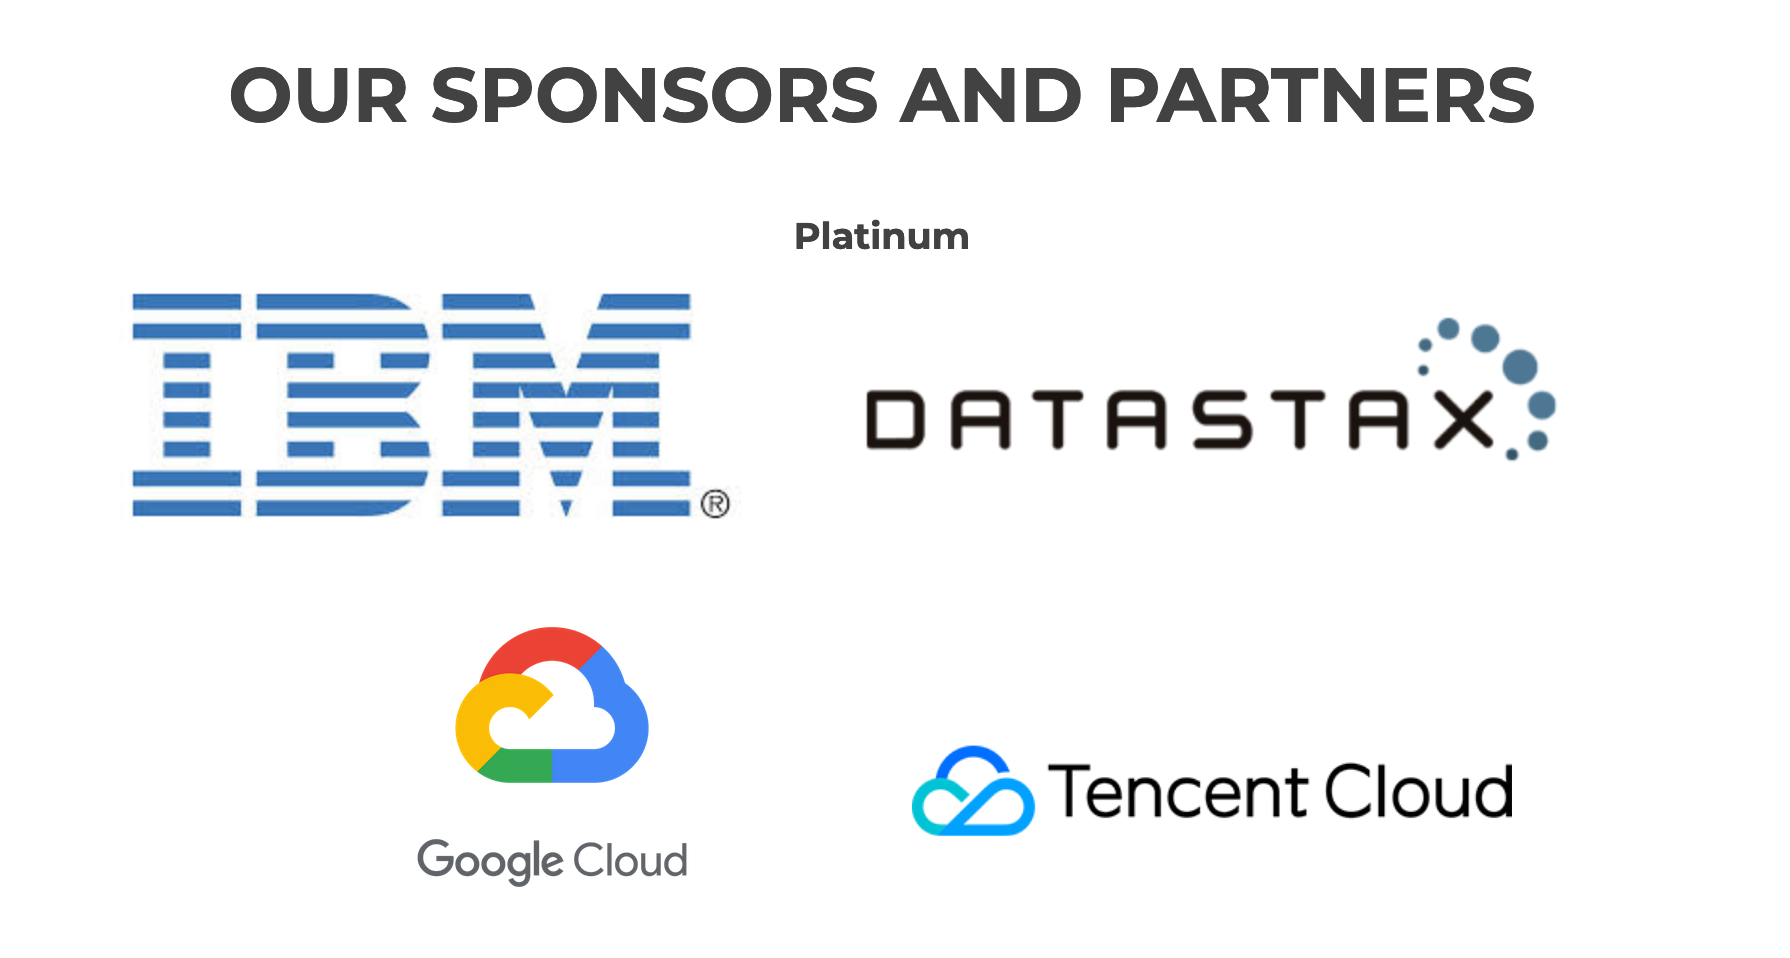 OUR SPONSORS AND PARTNERS
Platinum
IBM®
DATASTAX
Google Cloud
Tencent Cloud